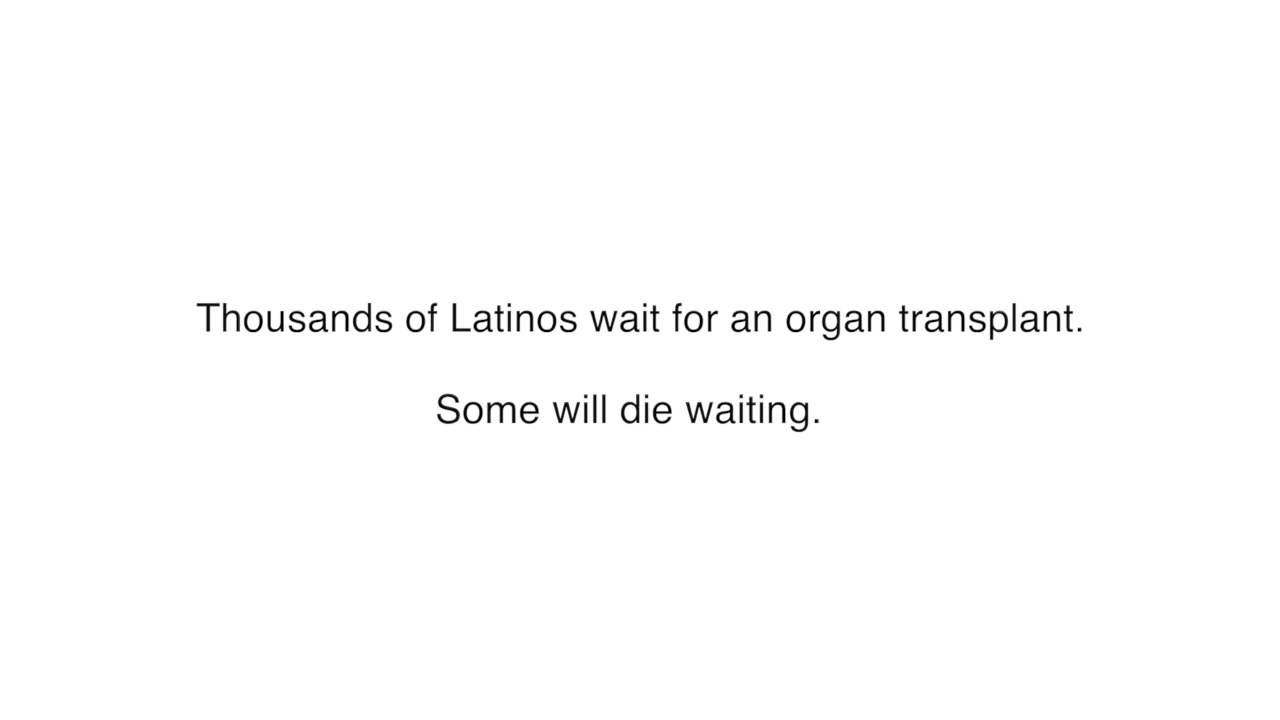 Thousands of Latinos wait for an organ transplant.
Some will die waiting.